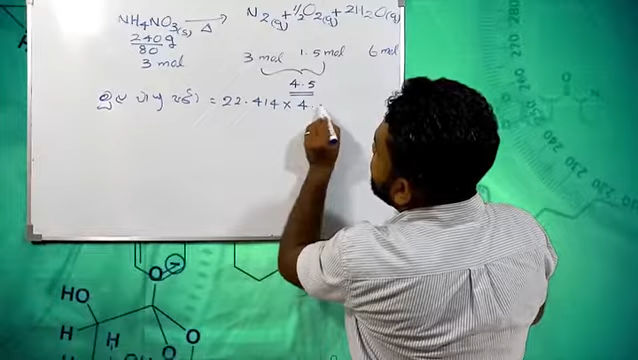 NH4NO3(s) →Δ N2(g) + ½O2(g) + 2H2O(g)
240g
80
3 mol 3 mol 1.5 mol 6 mol
4.5
= 22.414 × 4.
HO
O
H
H
O
O